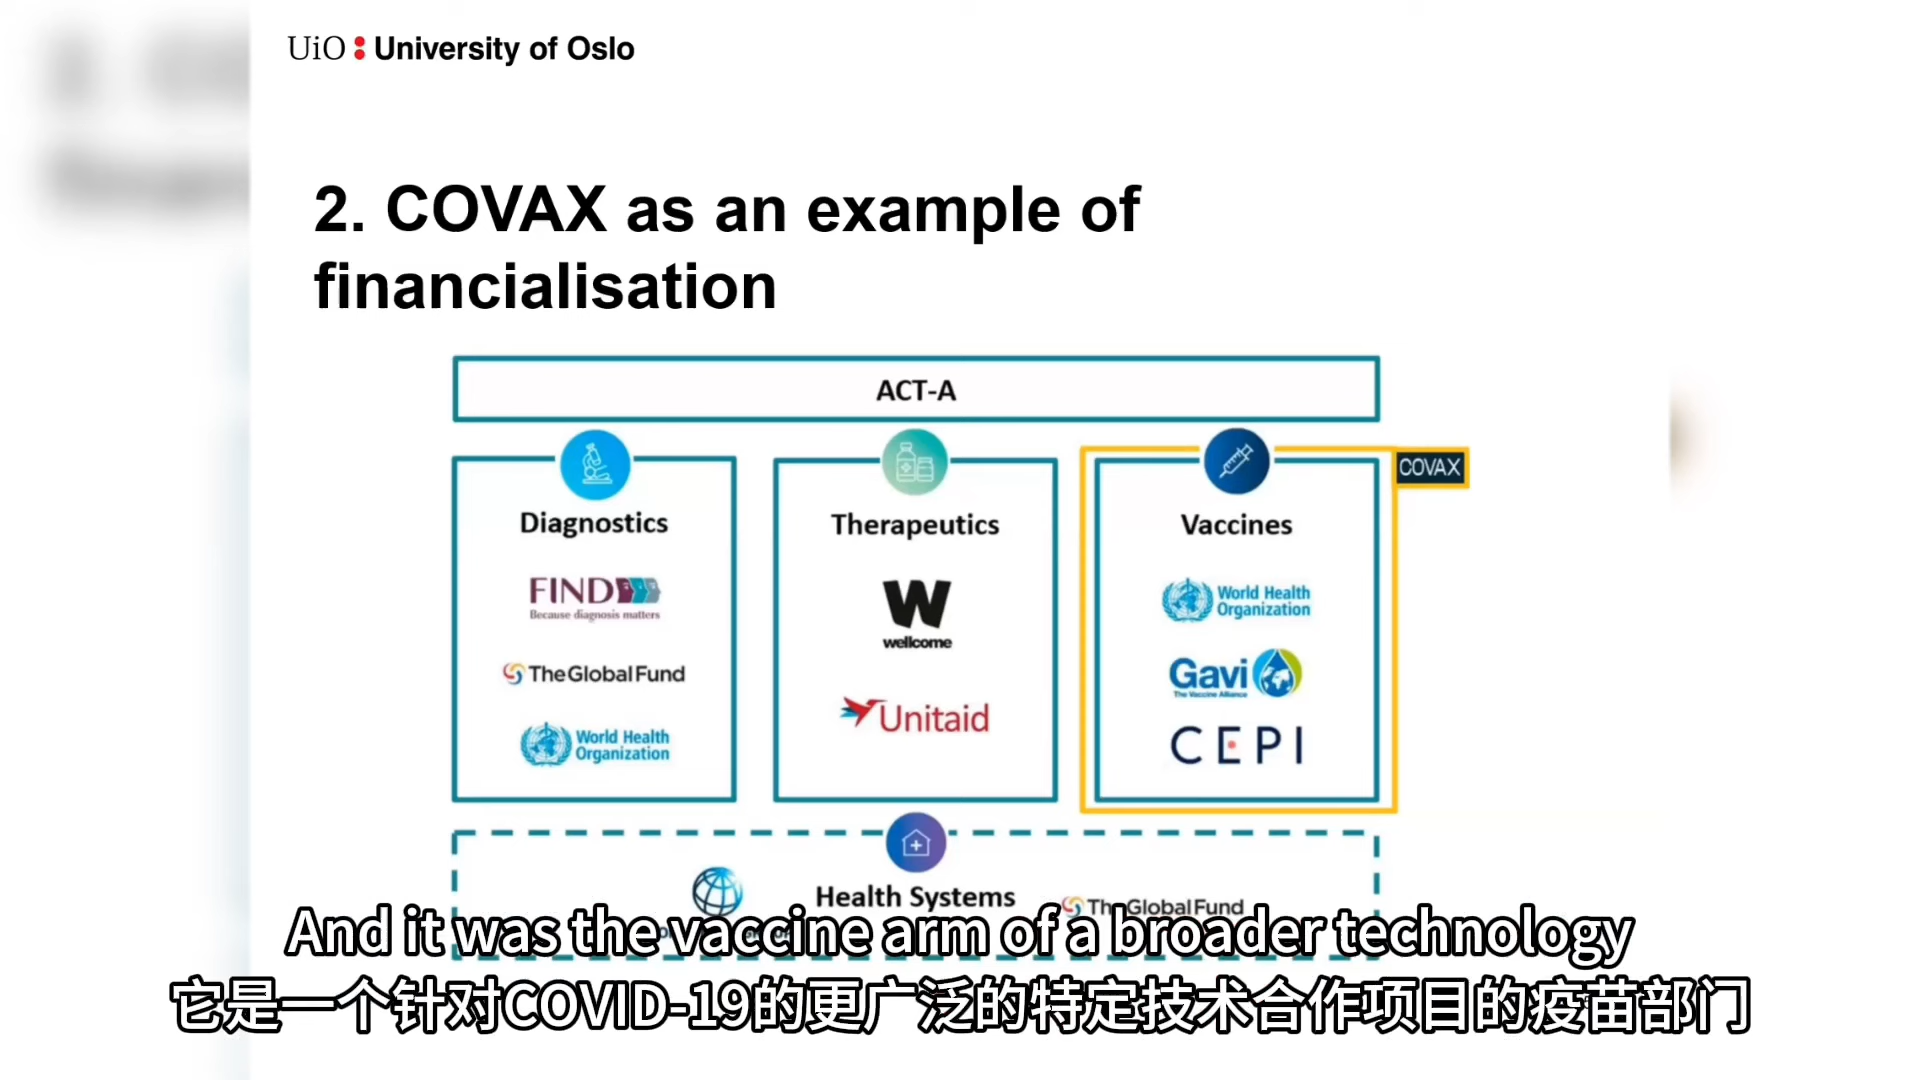 UiO : University of Oslo
2. COVAX as an example of
financialisation
ACT-A
COVAX
Diagnostics
FIND
Because diagnosis matters
The Global Fund
World Health
Organization
Therapeutics
W
wellcome
Unitaid
Vaccines
World Health
Organization
Gavi
The Vaccine Alliance
CEPI
Health Systems
The Global Fund
And it was the vaccine arm of a broader technology
它是一个针对COVID-19的更广泛的特定技术合作项目的疫苗部门